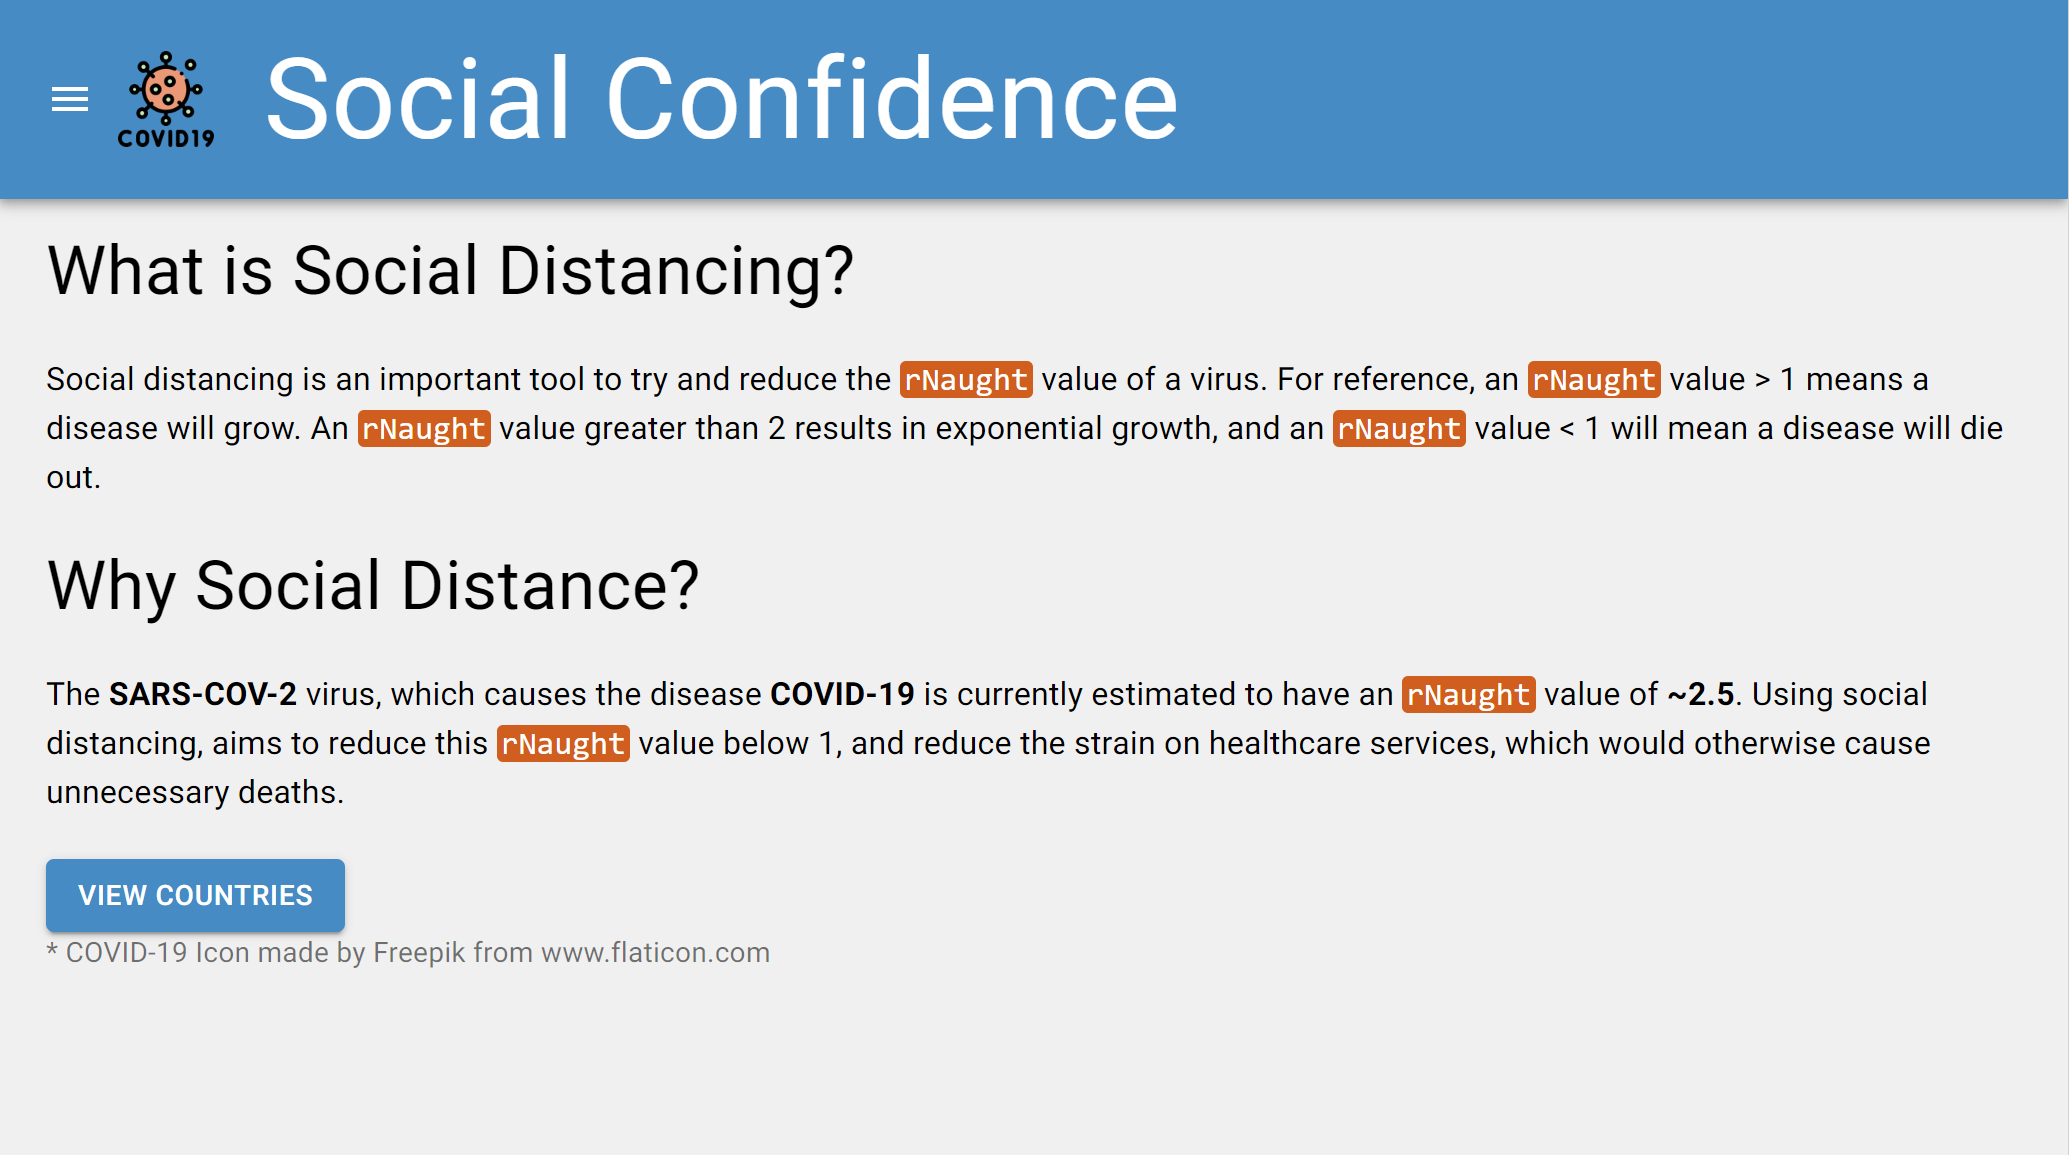 COVID19
Social Confidence
What is Social Distancing?
Social distancing is an important tool to try and reduce the rNaught value of a virus. For reference, an rNaught value > 1 means a
disease will grow. An rNaught value greater than 2 results in exponential growth, and an rNaught value < 1 will mean a disease will die
out.
Why Social Distance?
The SARS-COV-2 virus, which causes the disease COVID-19 is currently estimated to have an rNaught value of ~2.5. Using social
distancing, aims to reduce this rNaught value below 1, and reduce the strain on healthcare services, which would otherwise cause
unnecessary deaths.
VIEW COUNTRIES
* COVID-19 Icon made by Freepik from www.flaticon.com